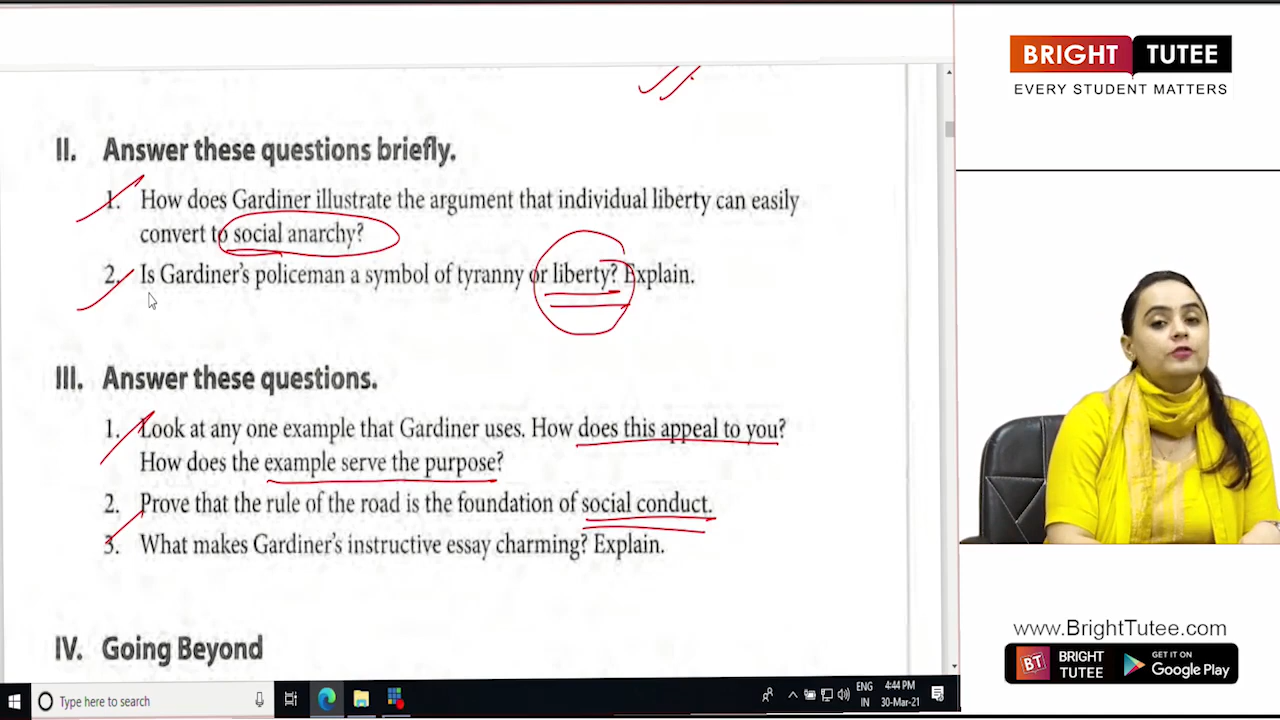 BRIGHT TUTEE
EVERY STUDENT MATTERS
II. Answer these questions briefly.
1. How does Gardiner illustrate the argument that individual liberty can easily
convert to social anarchy?
2. Is Gardiner's policeman a symbol of tyranny or liberty? Explain.
III. Answer these questions.
1. Look at any one example that Gardiner uses. How does this appeal to you?
How does the example serve the purpose?
2. Prove that the rule of the road is the foundation of social conduct.
3. What makes Gardiner's instructive essay charming? Explain.
IV. Going Beyond
www.BrightTutee.com
BT BRIGHT TUTEE
GET IT ON
Google Play
Type here to search
ENG
IN
4:44 PM
30-Mar-21